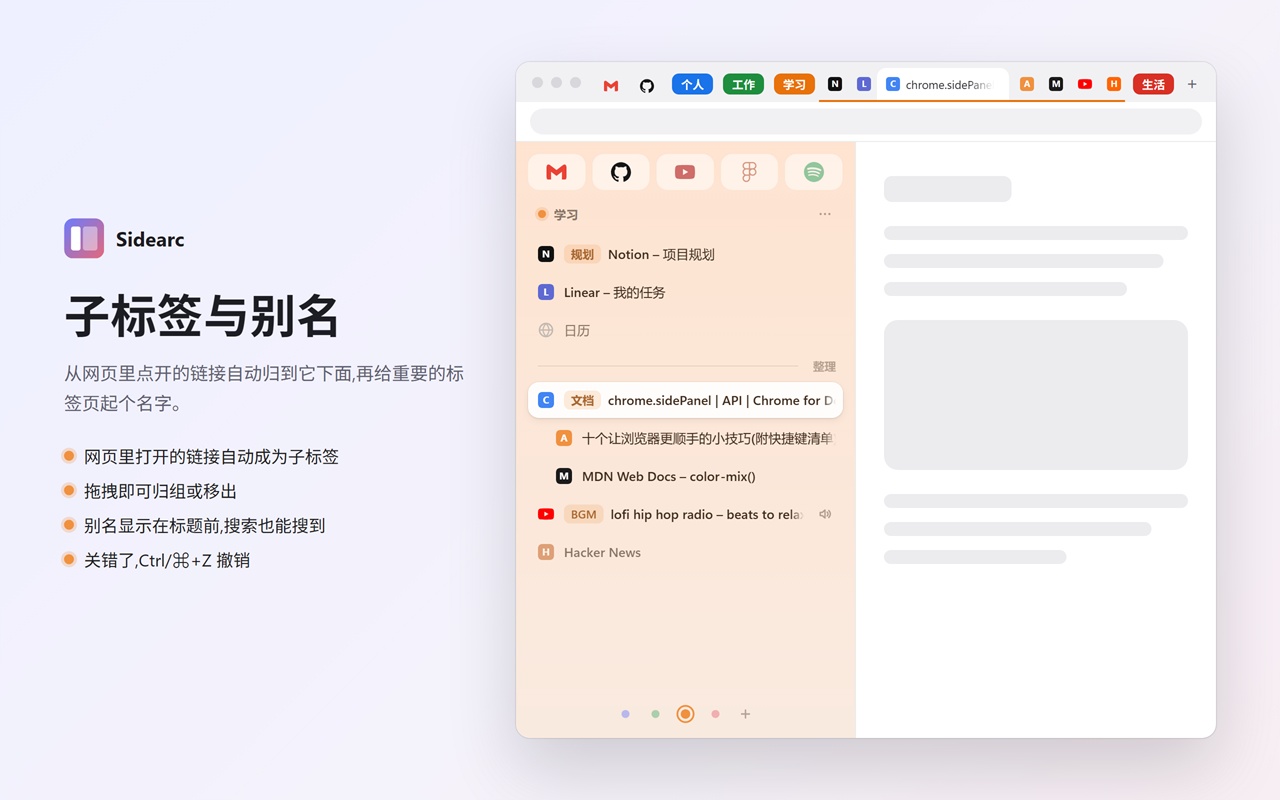 Sidearc
子标签与别名
从网页里点开的链接自动归到它下面,再给重要的标
签页起个名字。
网页里打开的链接自动成为子标签
拖拽即可归组或移出
别名显示在标题前,搜索也能搜到
关错了,Ctrl/⌘+Z 撤销
个人 工作 学习 N L C chrome.sidePane A M H 生活 +
学习 ...
N 规划 Notion – 项目规划
L Linear – 我的任务
日历
整理
C 文档 chrome.sidePanel | API | Chrome for D
A 十个让浏览器更顺手的小技巧(附快捷键清单
M MDN Web Docs – color-mix()
BGM lofi hip hop radio – beats to relax
H Hacker News
+